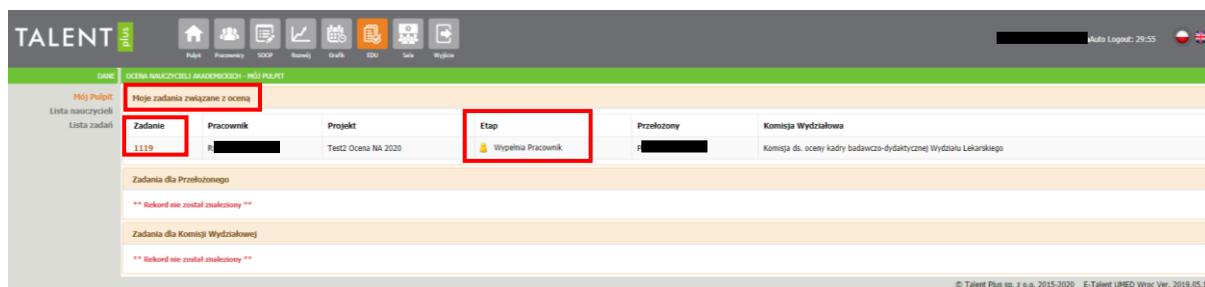 TALENT plus
Pulpit Pracownicy SOOP Rozwój Grafik EDU Sale Wyjście
Auto Logout: 29:55
DANE OCENA NAUCZYCIELI AKADEMICKICH - MÓJ PULPIT
Mój Pulpit
Lista nauczycieli
Lista zadań
Moje zadania związane z oceną
Zadanie Pracownik Projekt Etap Przełożony Komisja Wydziałowa
1119 R Test2 Ocena NA 2020 Wypełnia Pracownik P Komisja ds. oceny kadry badawczo-dydaktycznej Wydziału Lekarskiego
Zadania dla Przełożonego
** Rekord nie został znaleziony **
Zadania dla Komisji Wydziałowej
** Rekord nie został znaleziony **
© Talent Plus sp. z o.o. 2015-2020 E-Talent UMED Wroc Ver. 2019.05.